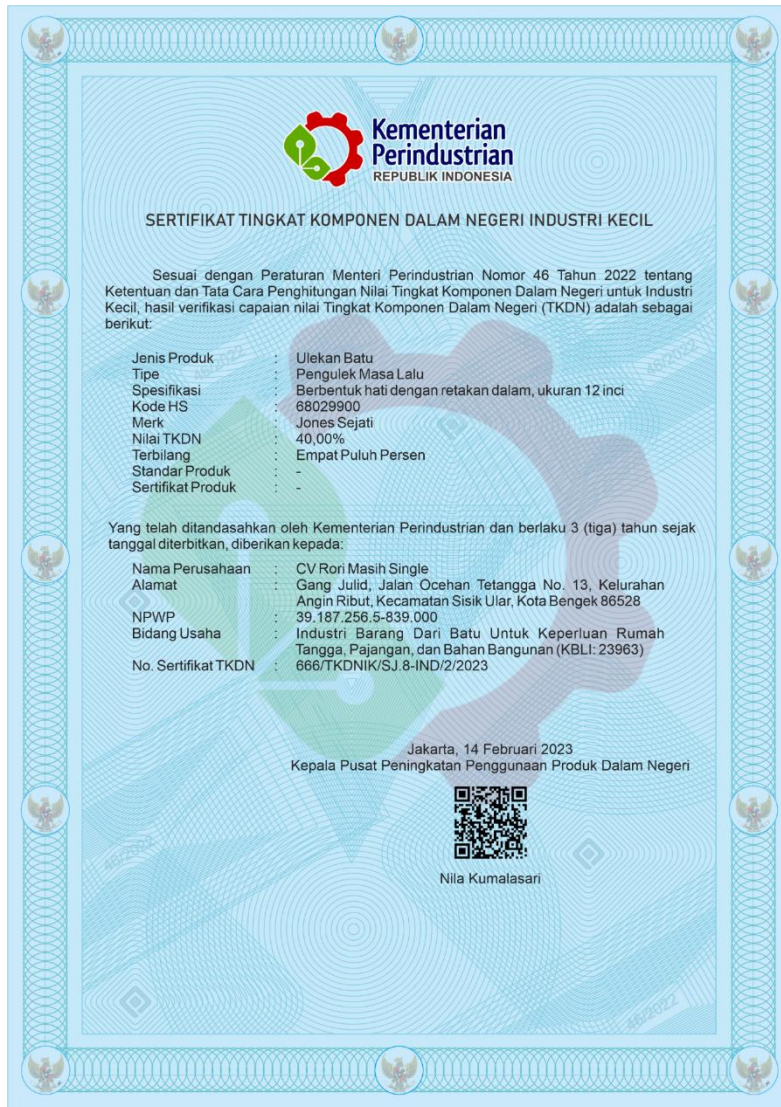 Kementerian
Perindustrian
REPUBLIK INDONESIA
SERTIFIKAT TINGKAT KOMPONEN DALAM NEGERI INDUSTRI KECIL
Sesuai dengan Peraturan Menteri Perindustrian Nomor 46 Tahun 2022 tentang
Ketentuan dan Tata Cara Penghitungan Nilai Tingkat Komponen Dalam Negeri untuk Industri
Kecil, hasil verifikasi capaian nilai Tingkat Komponen Dalam Negeri (TKDN) adalah sebagai
berikut:
Jenis Produk : Ulekan Batu
Tipe : Pengulek Masa Lalu
Spesifikasi : Berbentuk hati dengan retakan dalam, ukuran 12 inci
Kode HS : 68029900
Merk : Jones Sejati
Nilai TKDN : 40,00%
Terbilang : Empat Puluh Persen
Standar Produk : -
Sertifikat Produk : -
Yang telah ditandasahkan oleh Kementerian Perindustrian dan berlaku 3 (tiga) tahun sejak
tanggal diterbitkan, diberikan kepada:
Nama Perusahaan : CV Rori Masih Single
Alamat : Gang Julid, Jalan Ocehan Tetangga No. 13, Kelurahan
Angin Ribut, Kecamatan Sisik Ular, Kota Bengek 86528
NPWP : 39.187.256.5-839.000
Bidang Usaha : Industri Barang Dari Batu Untuk Keperluan Rumah
Tangga, Pajangan, dan Bahan Bangunan (KBLI: 23963)
No. Sertifikat TKDN : 666/TKDNIK/SJ.8-IND/2/2023
Jakarta, 14 Februari 2023
Kepala Pusat Peningkatan Penggunaan Produk Dalam Negeri
Nila Kumalasari
46/2022
46/2022
46/2022
46/2022